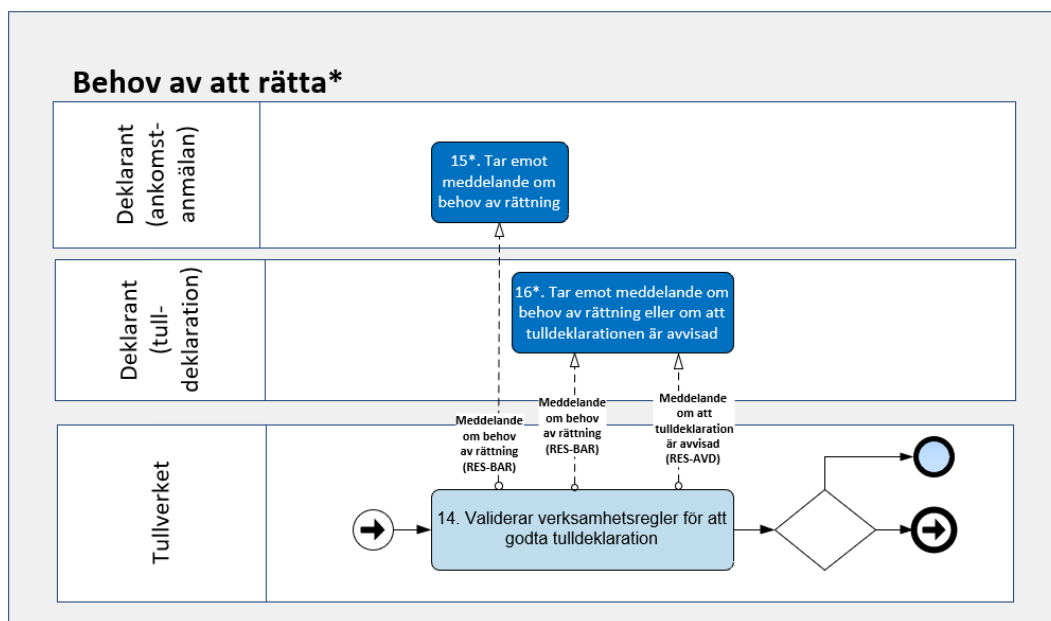 Behov av att rätta*
Deklarant
(ankomst-
anmälan)
15*. Tar emot
meddelande om
behov av rättning
Deklarant
(tull-
deklaration)
16*. Tar emot meddelande om
behov av rättning eller om att
tulldeklarationen är avvisad
Meddelande
om behov
av rättning
(RES-BAR)
Meddelande
om behov
av rättning
(RES-BAR)
Meddelande
om att
tulldeklaration
är avvisad
(RES-AVD)
Tullverket
14. Validerar verksamhetsregler för att
godta tulldeklaration